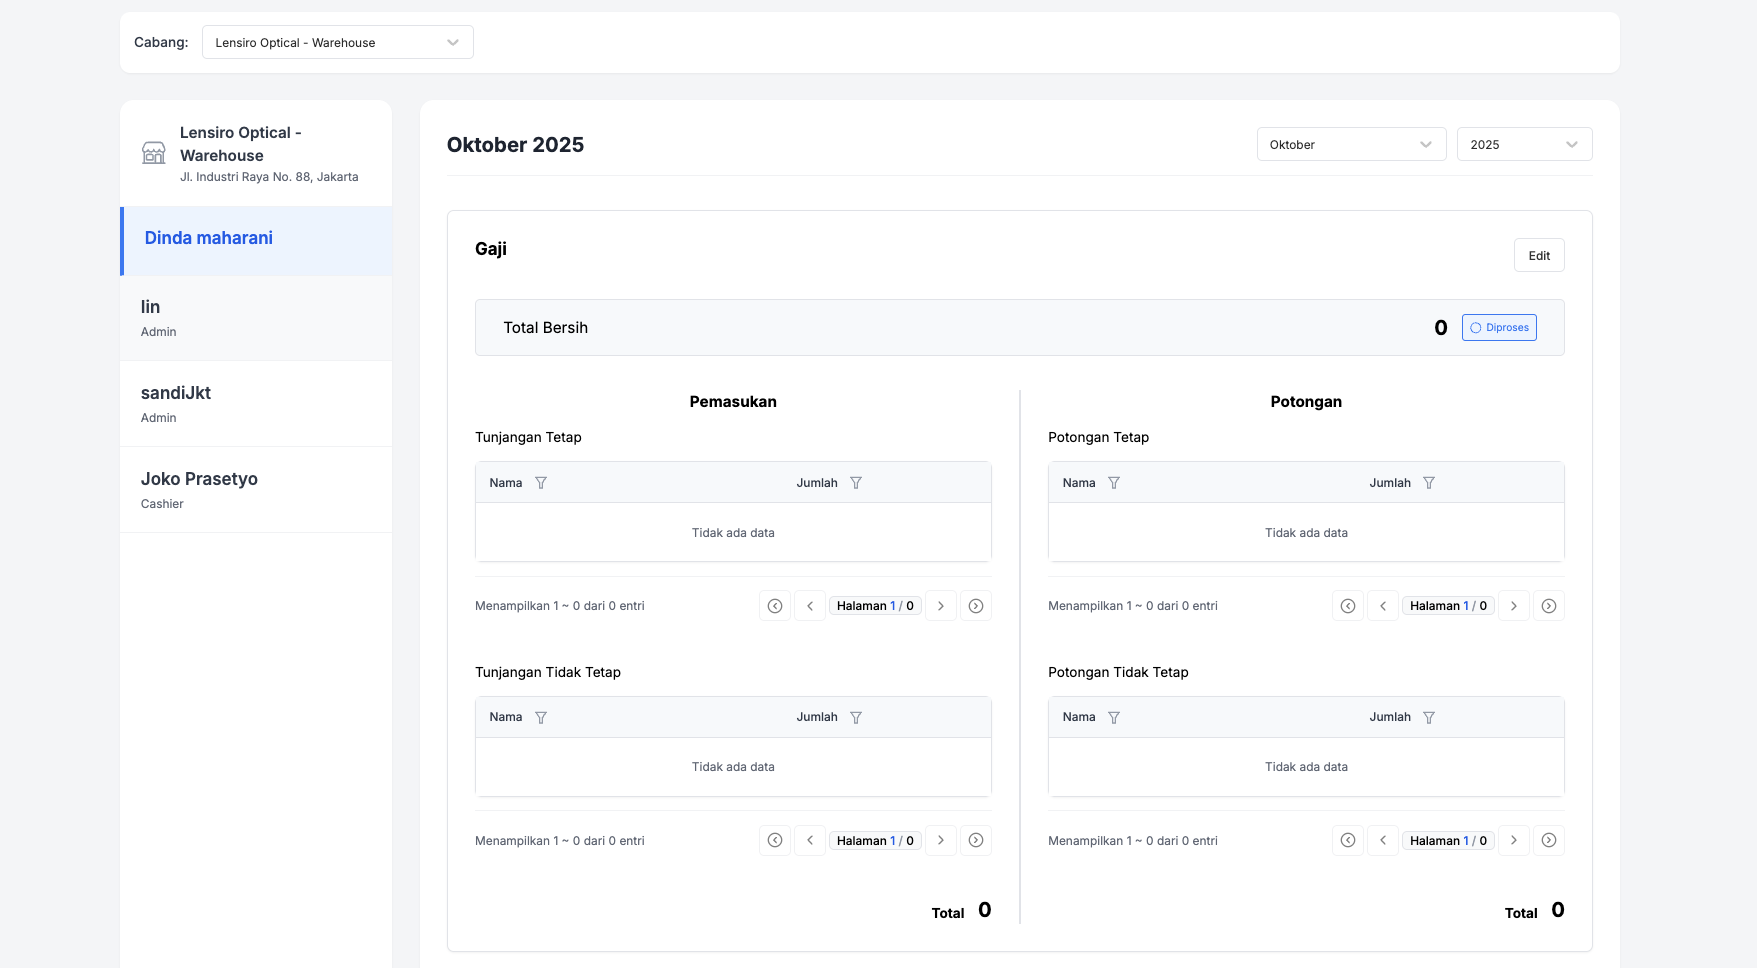 Cabang:
Lensiro Optical - Warehouse
Lensiro Optical -
Warehouse
Jl. Industri Raya No. 88, Jakarta
Dinda maharani
Iin
Admin
sandiJkt
Admin
Joko Prasetyo
Cashier
Oktober 2025
Oktober
2025
Gaji
Edit
Total Bersih
0
Diproses
Pemasukan
Tunjangan Tetap
Nama
Jumlah
Tidak ada data
Menampilkan 1 ~ 0 dari 0 entri
Halaman 1 / 0
Tunjangan Tidak Tetap
Nama
Jumlah
Tidak ada data
Menampilkan 1 ~ 0 dari 0 entri
Halaman 1 / 0
Total 0
Potongan
Potongan Tetap
Nama
Jumlah
Tidak ada data
Menampilkan 1 ~ 0 dari 0 entri
Halaman 1 / 0
Potongan Tidak Tetap
Nama
Jumlah
Tidak ada data
Menampilkan 1 ~ 0 dari 0 entri
Halaman 1 / 0
Total 0